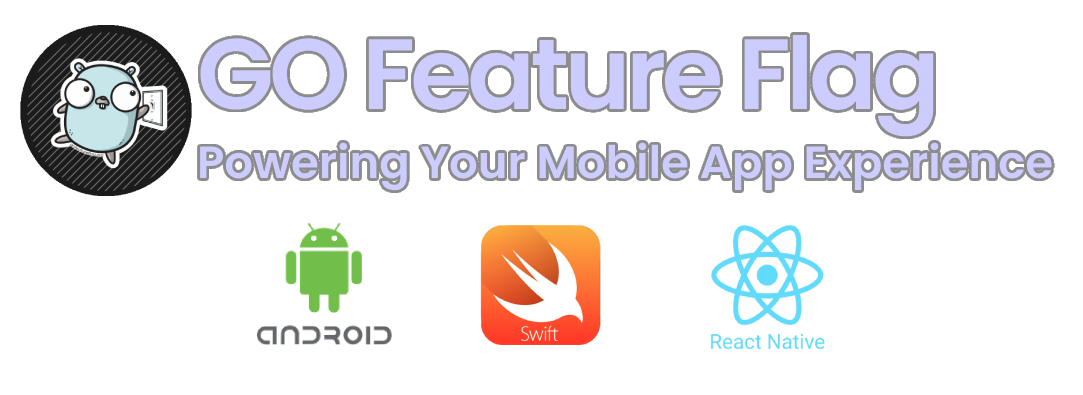 GO Feature Flag
Powering Your Mobile App Experience
ANDROID
Swift
React Native